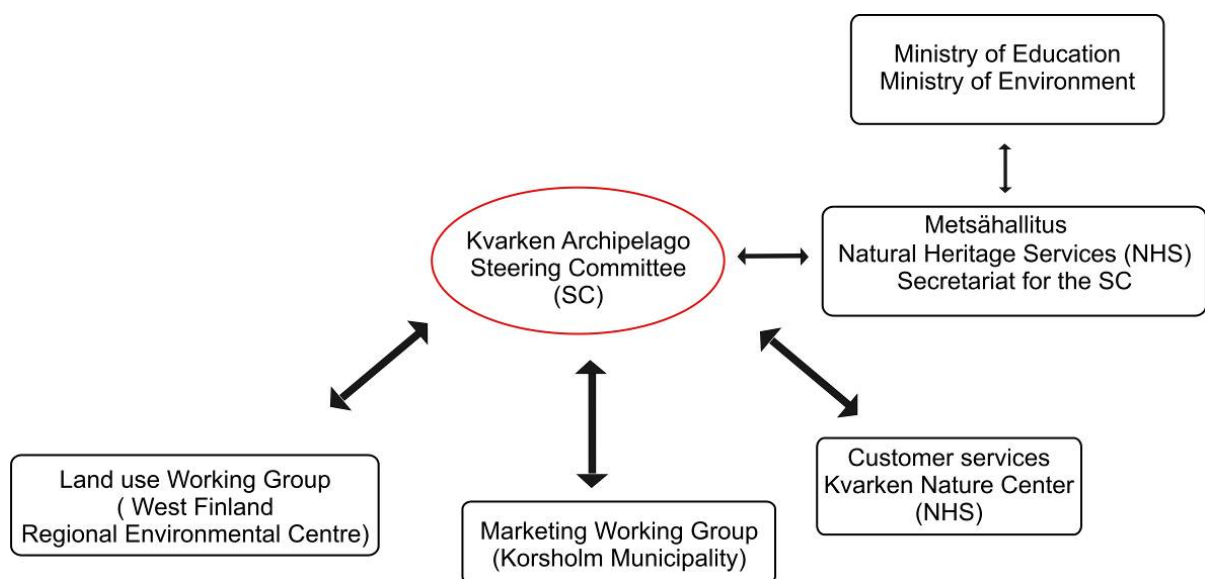 Ministry of Education
Ministry of Environment
Kvarken Archipelago
Steering Committee
(SC)
Metsähallitus
Natural Heritage Services (NHS)
Secretariat for the SC
Land use Working Group
( West Finland
Regional Environmental Centre)
Marketing Working Group
(Korsholm Municipality)
Customer services
Kvarken Nature Center
(NHS)